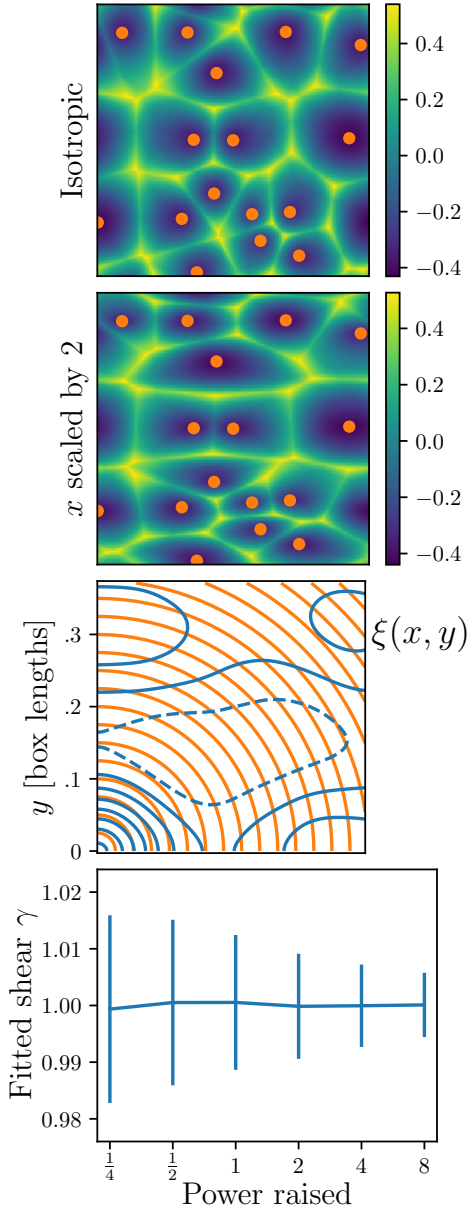 Isotropic
0.4
0.2
0.0
−0.2
−0.4
x scaled by 2
0.4
0.2
0.0
−0.2
−0.4
y [box lengths]
.3
.2
.1
0
ξ(x, y)
Fitted shear γ
1.02
1.01
1.00
0.99
0.98
1/4 1/2 1 2 4 8
Power raised